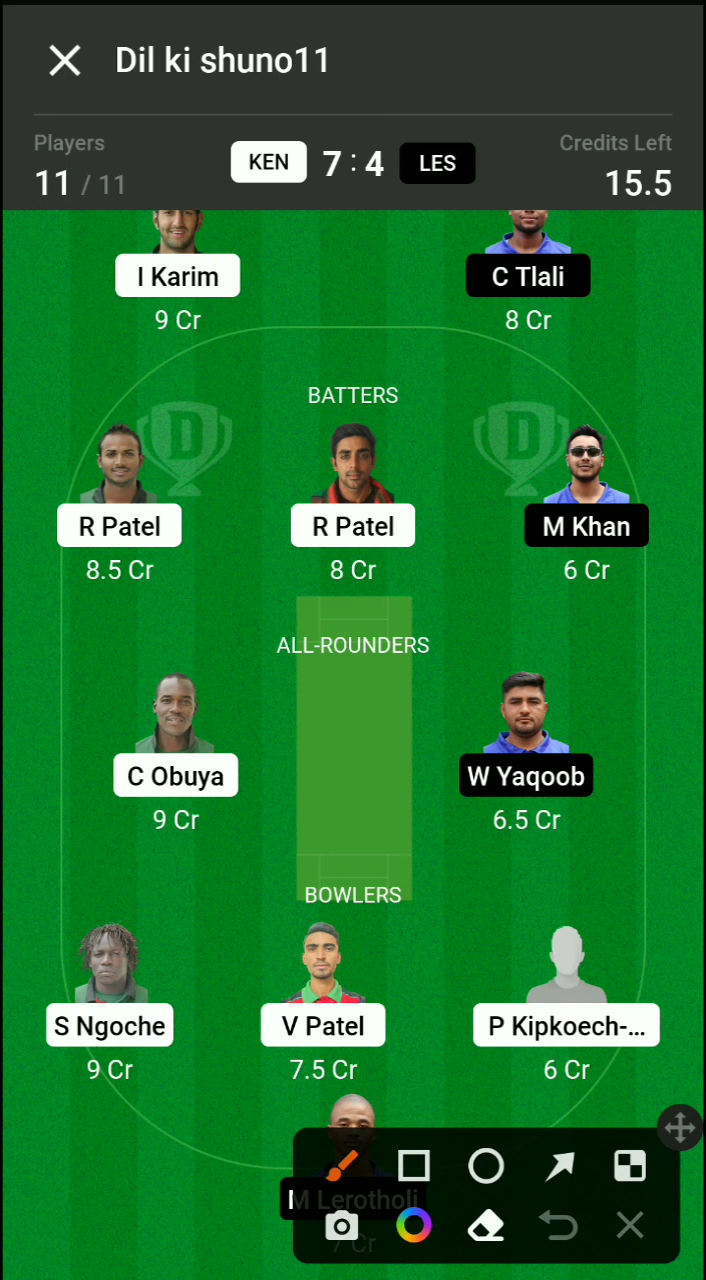 Dil ki shuno11
Players
11 / 11
KEN 7 : 4 LES
Credits Left
15.5
I Karim C Tlali
9 Cr 8 Cr
BATTERS
R Patel R Patel M Khan
8.5 Cr 8 Cr 6 Cr
ALL-ROUNDERS
C Obuya W Yaqoob
9 Cr 6.5 Cr
BOWLERS
S Ngoche V Patel P Kipkoech-...
9 Cr 7.5 Cr 6 Cr
M Lerotholi
7 Cr